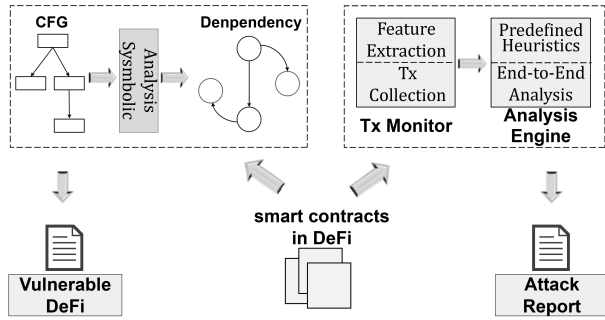 CFG
Analysis
Sysmbolic
Denpendency
Feature
Extraction
Tx
Collection
Tx Monitor
Predefined
Heuristics
End-to-End
Analysis
Analysis
Engine
smart contracts
in DeFi
Vulnerable
DeFi
Attack
Report